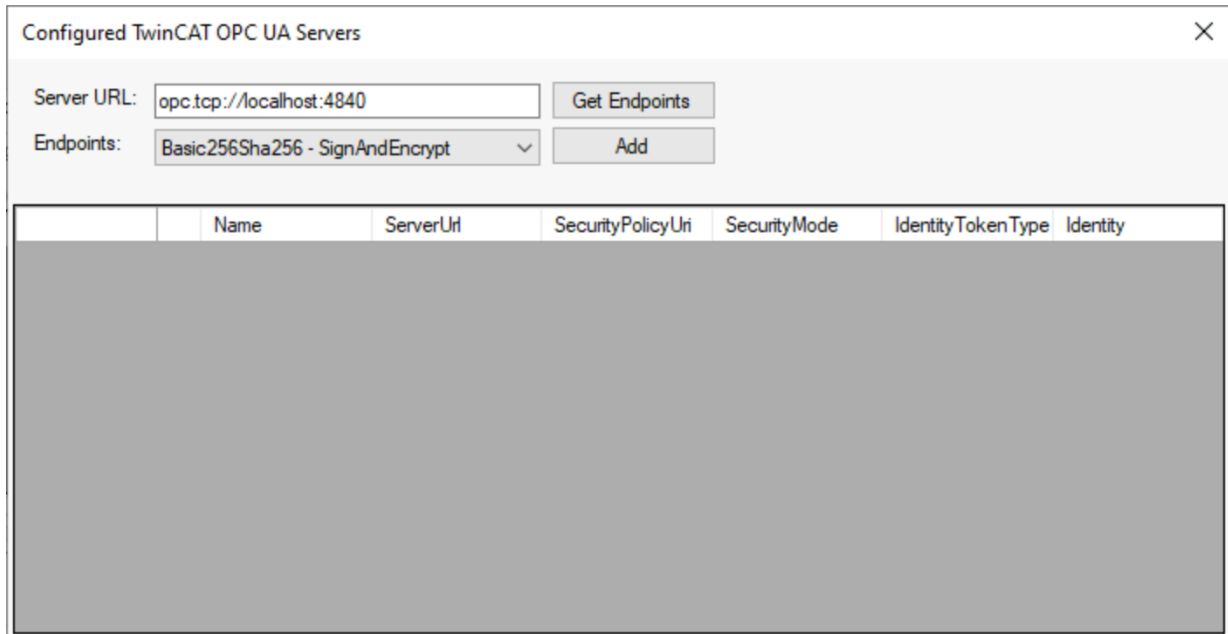 Configured TwinCAT OPC UA Servers
Server URL: opc.tcp://localhost:4840 Get Endpoints
Endpoints: Basic256Sha256 - SignAndEncrypt Add
Name ServerUrl SecurityPolicyUri SecurityMode IdentityTokenType Identity